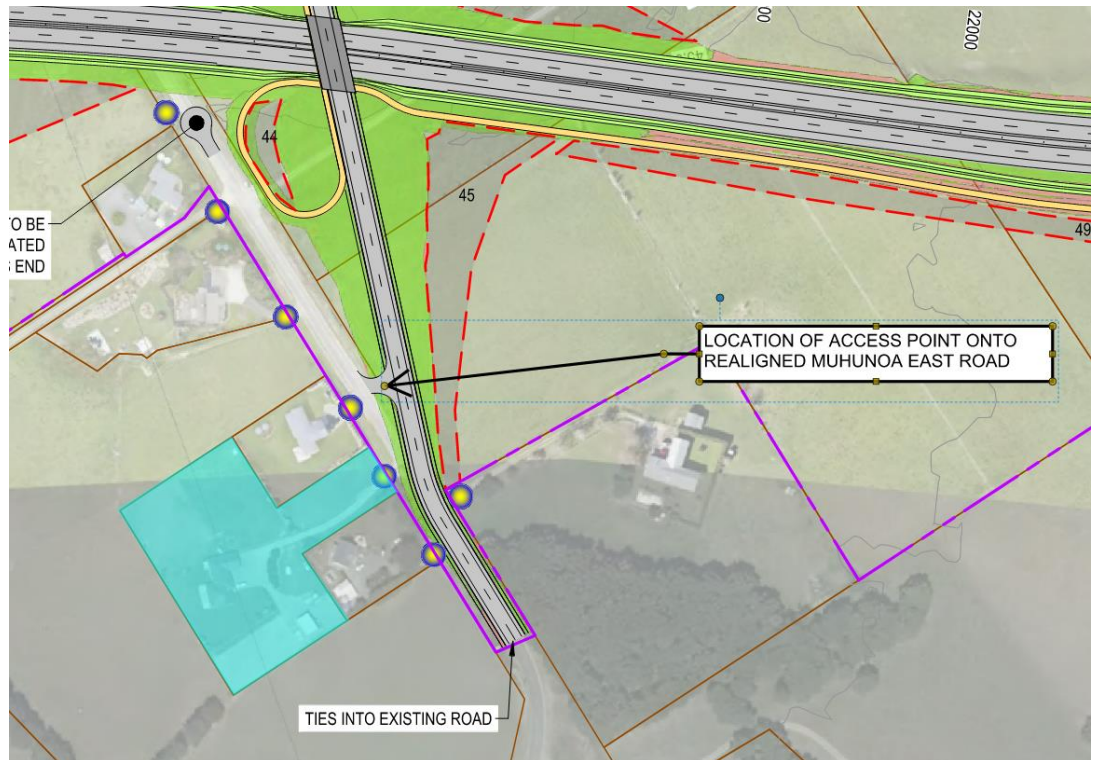 22000
44
45
49
TO BE
LOCATION OF ACCESS POINT ONTO
REALIGNED MUHUNOA EAST ROAD
END
TIES INTO EXISTING ROAD